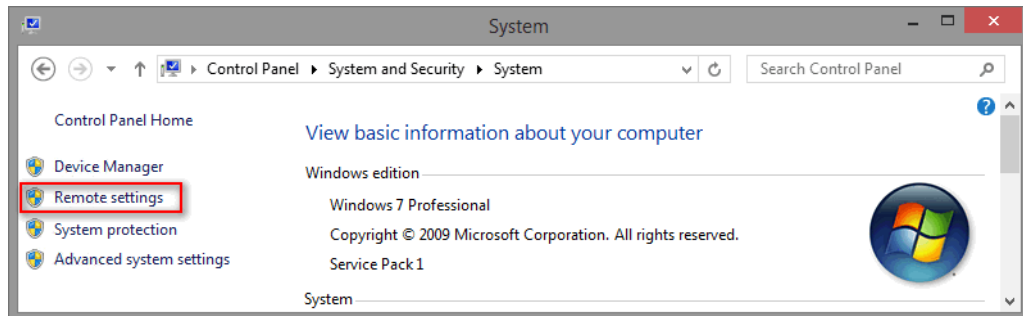 System
Control Panel System and Security System
Search Control Panel
Control Panel Home
View basic information about your computer
Device Manager
Windows edition
Remote settings
Windows 7 Professional
System protection
Copyright © 2009 Microsoft Corporation. All rights reserved.
Advanced system settings
Service Pack 1
System